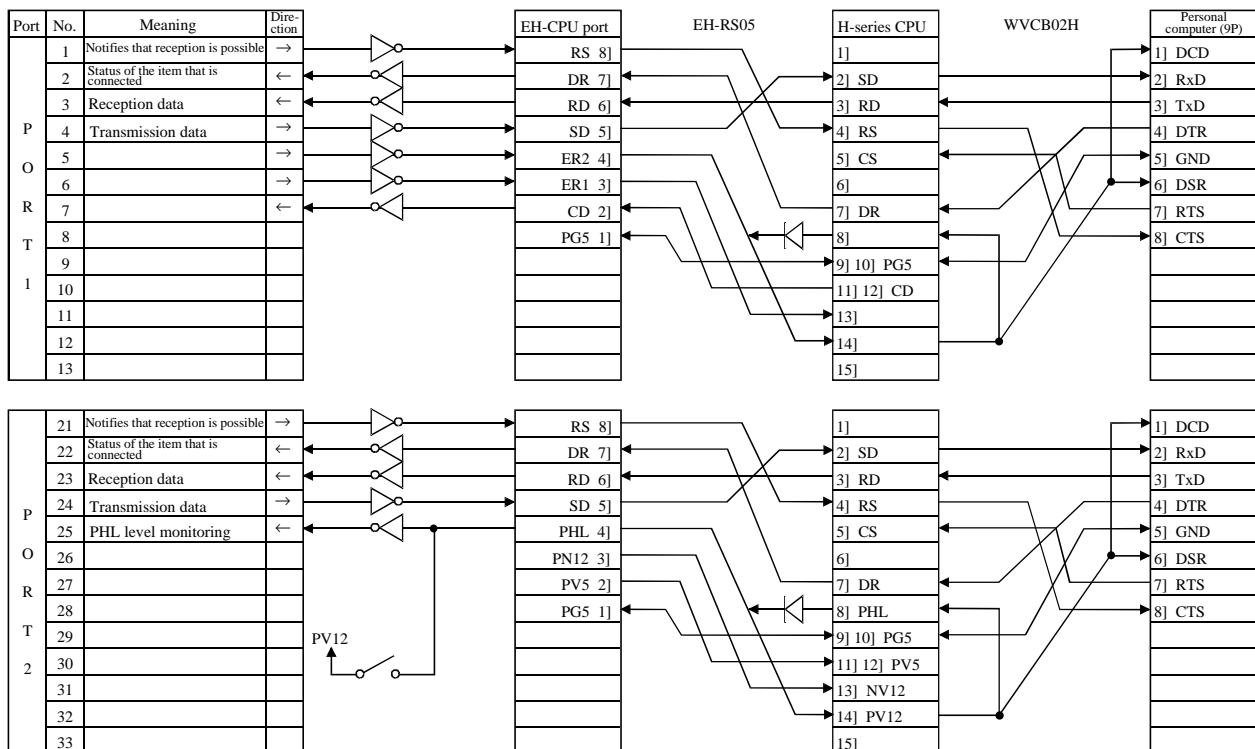 Port No. Meaning Dire-ction EH-CPU port EH-RS05 H-series CPU WVCB02H Personal computer (9P)
1 Notifies that reception is possible → RS 8] 1] 1] DCD
2 Status of the item that is connected ← DR 7] 2] SD 2] RxD
3 Reception data ← RD 6] 3] RD 3] TxD
P 4 Transmission data → SD 5] 4] RS 4] DTR
O 5 → ER2 4] 5] CS 5] GND
6 → ER1 3] 6] 6] DSR
R 7 ← CD 2] 7] DR 7] RTS
T 8 PG5 1] 8] 8] CTS
9 9] 10] PG5
1 10 11] 12] CD
11 13]
12 14]
13 15]
21 Notifies that reception is possible → RS 8] 1] 1] DCD
22 Status of the item that is connected ← DR 7] 2] SD 2] RxD
23 Reception data ← RD 6] 3] RD 3] TxD
P 24 Transmission data → SD 5] 4] RS 4] DTR
25 PHL level monitoring ← PHL 4] 5] CS 5] GND
O 26 PN12 3] 6] 6] DSR
R 27 PV5 2] 7] DR 7] RTS
28 PG5 1] 8] PHL 8] CTS
T 29 PV12 9] 10] PG5
2 30 11] 12] PV5
31 13] NV12
32 14] PV12
33 15]